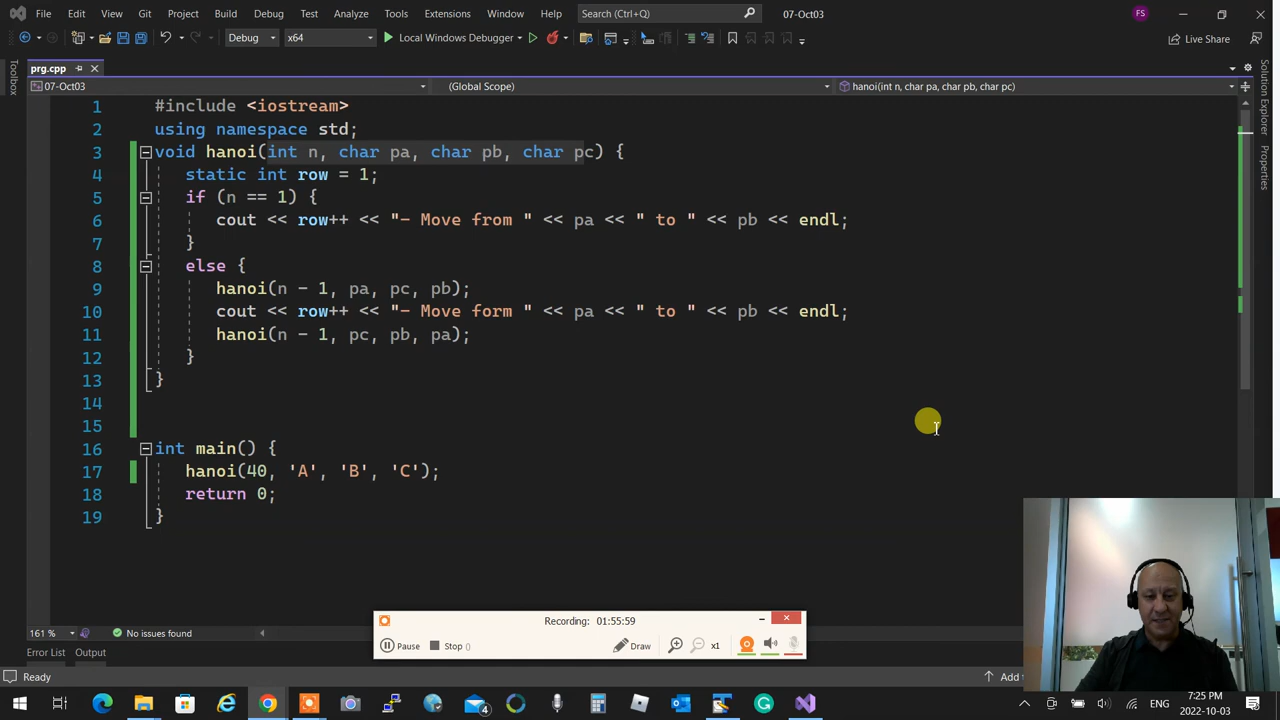 File Edit View Git Project Build Debug Test Analyze Tools Extensions Window Help Search (Ctrl+Q) 07-Oct03 FS
Debug x64 Local Windows Debugger Live Share
Toolbox
prg.cpp
07-Oct03 (Global Scope) hanoi(int n, char pa, char pb, char pc)
1 #include <iostream>
2 using namespace std;
3 void hanoi(int n, char pa, char pb, char pc) {
4 static int row = 1;
5 if (n == 1) {
6 cout << row++ << "- Move from " << pa << " to " << pb << endl;
7 }
8 else {
9 hanoi(n - 1, pa, pc, pb);
10 cout << row++ << "- Move form " << pa << " to " << pb << endl;
11 hanoi(n - 1, pc, pb, pa);
12 }
13 }
14
15
16 int main() {
17 hanoi(40, 'A', 'B', 'C');
18 return 0;
19 }
Solution Explorer
Properties
Recording: 01:55:59
Pause Stop Draw x1
161 % No issues found
Error List Output
Ready Add t
4
ENG 7:25 PM
2022-10-03